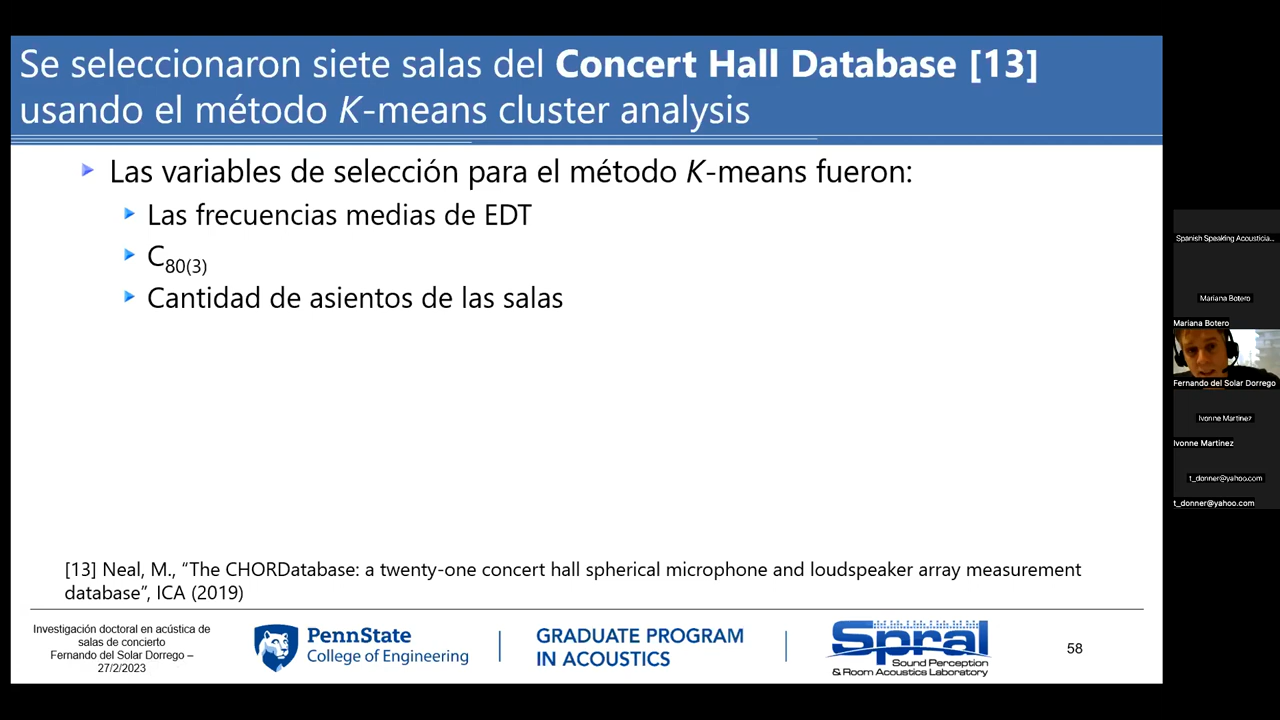 Se seleccionaron siete salas del Concert Hall Database [13]
usando el método K-means cluster analysis
Las variables de selección para el método K-means fueron:
Las frecuencias medias de EDT
C80(3)
Cantidad de asientos de las salas
[13] Neal, M., “The CHORDatabase: a twenty-one concert hall spherical microphone and loudspeaker array measurement
database”, ICA (2019)
Investigación doctoral en acústica de
salas de concierto
Fernando del Solar Dorrego –
27/2/2023
PennState
College of Engineering
GRADUATE PROGRAM
IN ACOUSTICS
Spral
Sound Perception
& Room Acoustics Laboratory
58
Spanish Speaking Acousticia...
Mariana Botero
Mariana Botero
Fernando del Solar Dorrego
Ivonne Martinez
Ivonne Martinez
t_donner@yahoo.com
t_donner@yahoo.com